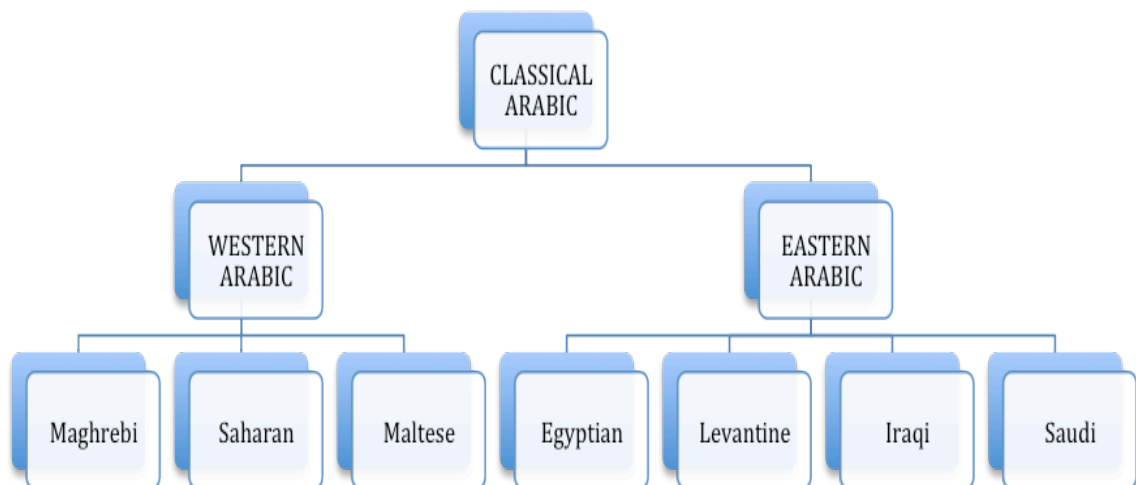 CLASSICAL
ARABIC
WESTERN
ARABIC
EASTERN
ARABIC
Maghrebi
Saharan
Maltese
Egyptian
Levantine
Iraqi
Saudi